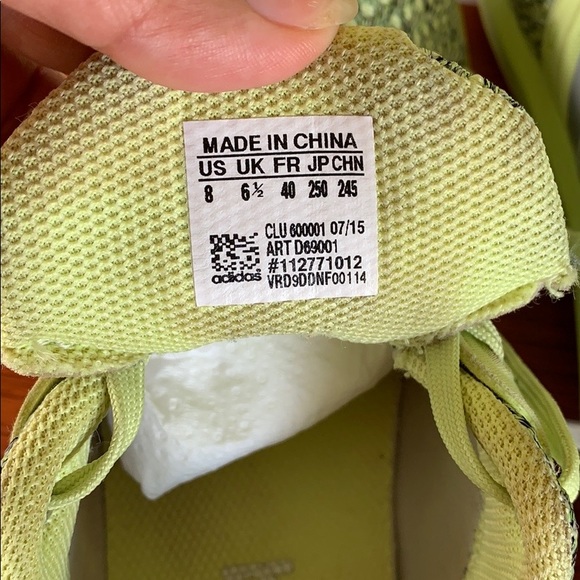 MADE IN CHINA
US UK FR JP CHN
8 6½ 40 250 245
CLU 600001 07/15
ART D69001
#112771012
VRD9DDNF00114
adidas